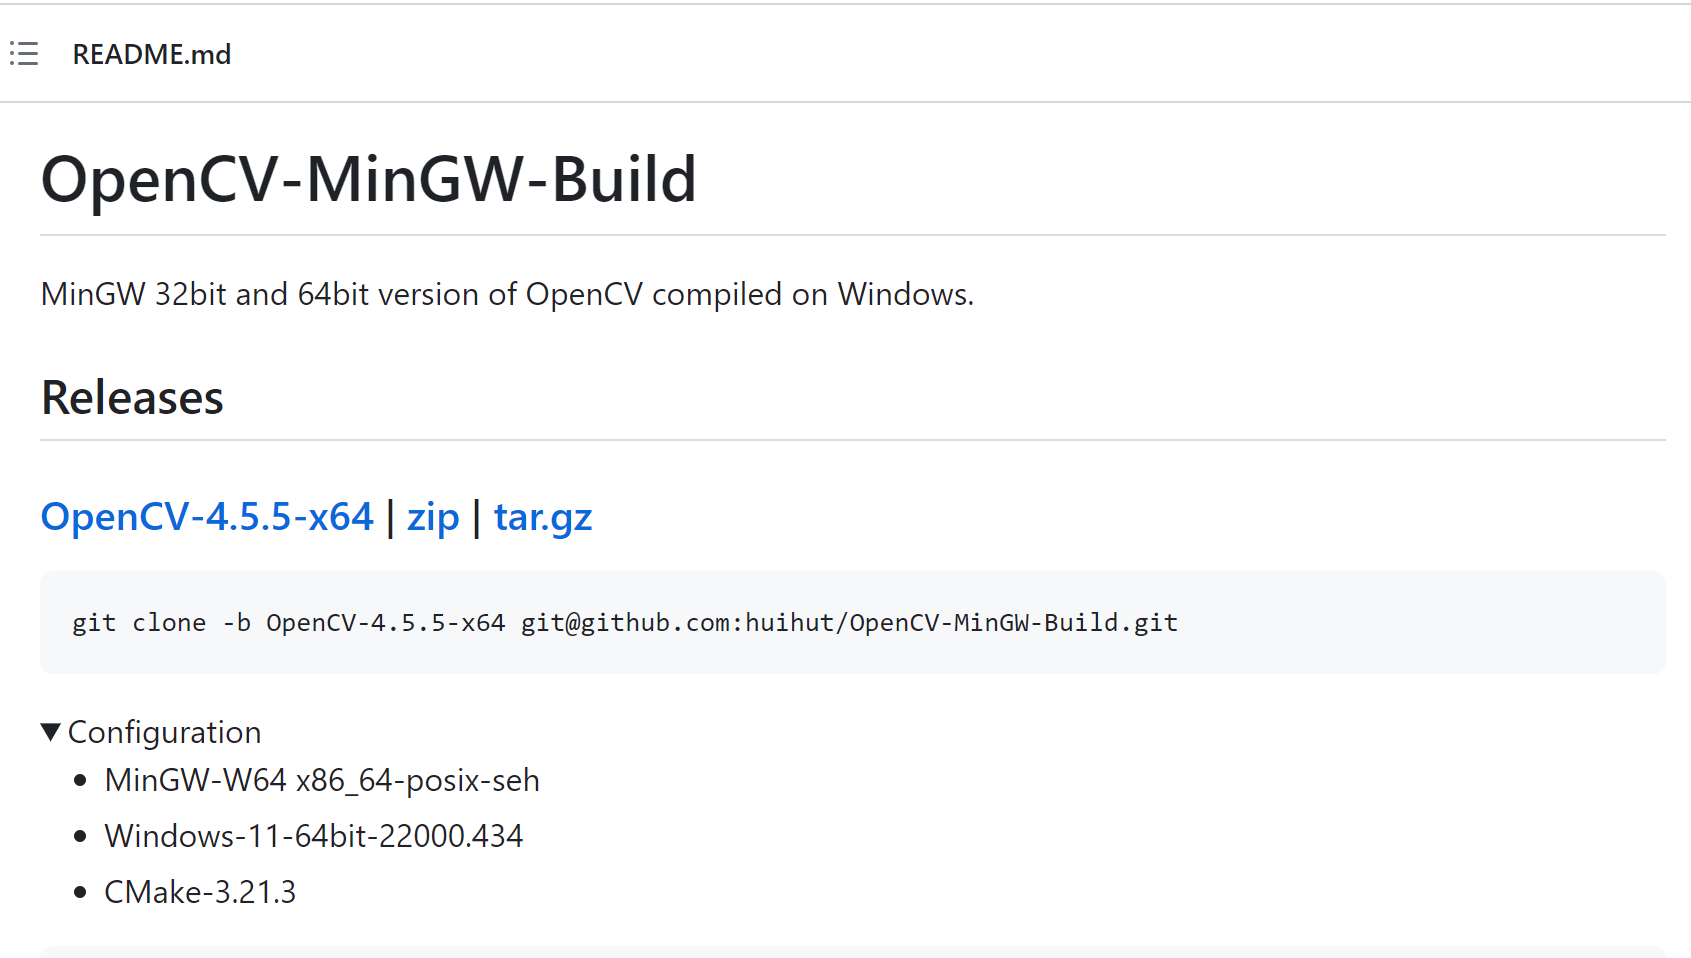 README.md
OpenCV-MinGW-Build
MinGW 32bit and 64bit version of OpenCV compiled on Windows.
Releases
OpenCV-4.5.5-x64 | zip | tar.gz
git clone -b OpenCV-4.5.5-x64 git@github.com:huihut/OpenCV-MinGW-Build.git
▼ Configuration
• MinGW-W64 x86_64-posix-seh
• Windows-11-64bit-22000.434
• CMake-3.21.3